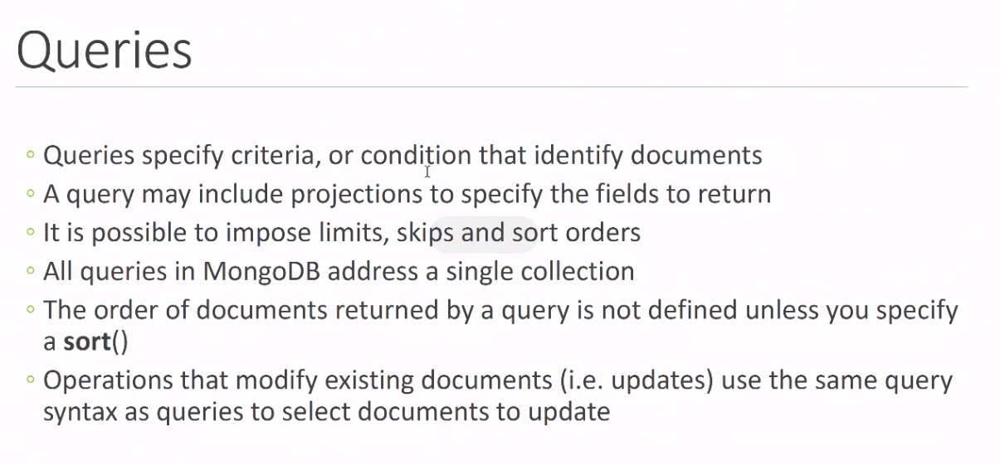 Queries
◦ Queries specify criteria, or condition that identify documents
◦ A query may include projections to specify the fields to return
◦ It is possible to impose limits, skips and sort orders
◦ All queries in MongoDB address a single collection
◦ The order of documents returned by a query is not defined unless you specify
a sort()
◦ Operations that modify existing documents (i.e. updates) use the same query
syntax as queries to select documents to update